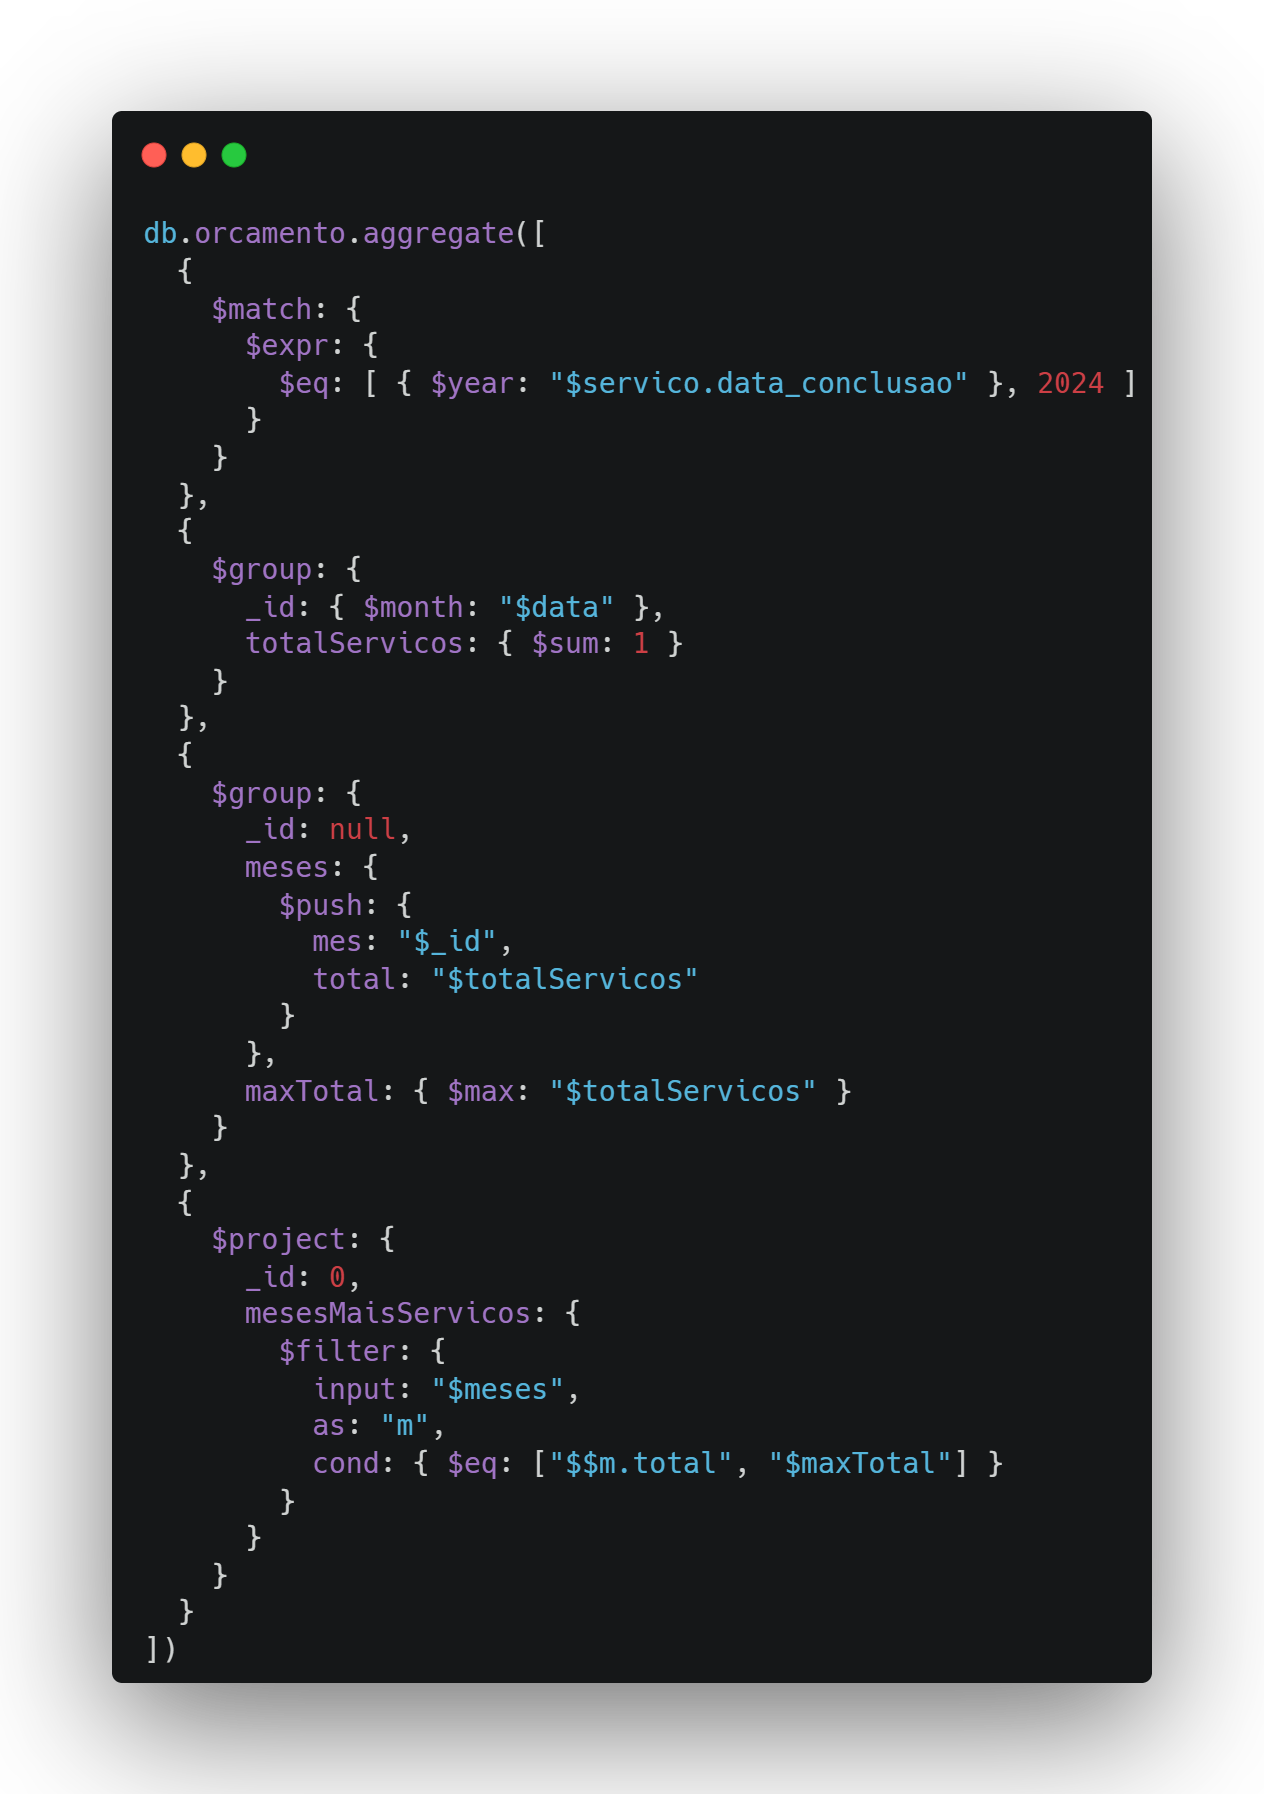 db.orcamento.aggregate([
  {
    $match: {
      $expr: {
        $eq: [ { $year: "$servico.data_conclusao" }, 2024 ]
      }
    }
  },
  {
    $group: {
      _id: { $month: "$data" },
      totalServicos: { $sum: 1 }
    }
  },
  {
    $group: {
      _id: null,
      meses: {
        $push: {
          mes: "$_id",
          total: "$totalServicos"
        }
      },
      maxTotal: { $max: "$totalServicos" }
    }
  },
  {
    $project: {
      _id: 0,
      mesesMaisServicos: {
        $filter: {
          input: "$meses",
          as: "m",
          cond: { $eq: ["$$m.total", "$maxTotal"] }
        }
      }
    }
  }
])